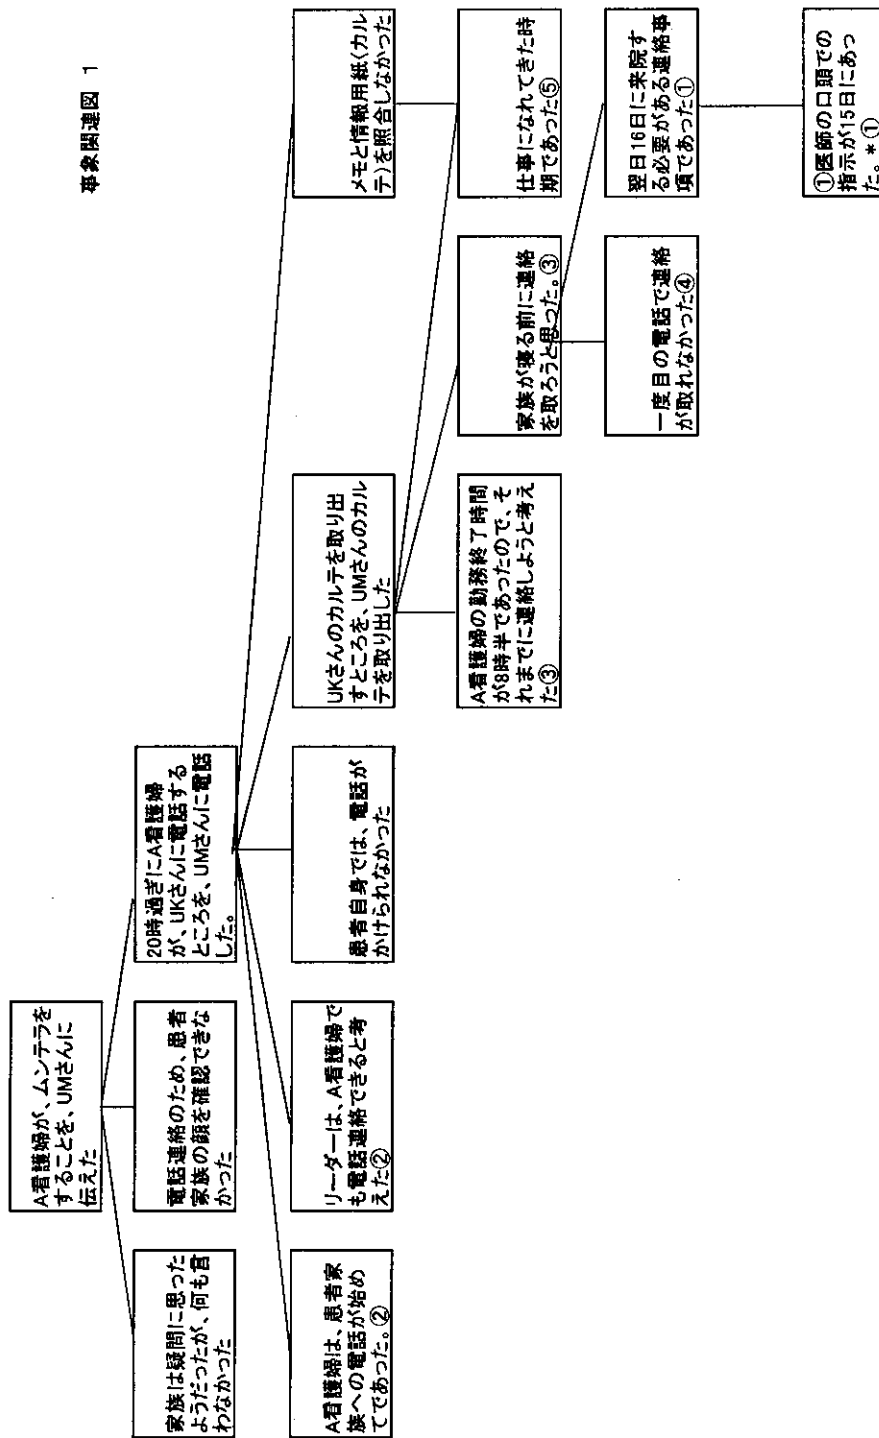 事象関連図 1
A看護婦が、ムンテラを
することを、UMさんに
伝えた
家族は疑問に思った
ようだったが、何も言
わなかった
電話連絡のため、患者
家族の顔を確認できな
かった
20時過ぎにA看護婦
が、UKさんに電話する
ところを、UMさんに電話
した。
A看護婦は、患者家
族への電話が始め
てであった。②
リーダーは、A看護婦で
も電話連絡できると考
えた②
患者自身では、電話が
かけられなかった
UKさんのカルテを取り出
すところを、UMさんのカル
テを取り出した
メモと情報用紙(カル
テ)を照合しなかった
A看護婦の勤務終了時間
が8時半であったので、そ
れまでに連絡しようと考え
た③
家族が寝る前に連絡
を取ろうと思った。③
仕事になれてきた時
期であった⑤
一度目の電話で連絡
が取れなかった④
翌日16日に来院す
る必要がある連絡事
項であった①
①医師の口頭での
指示が15日にあっ
た。*①